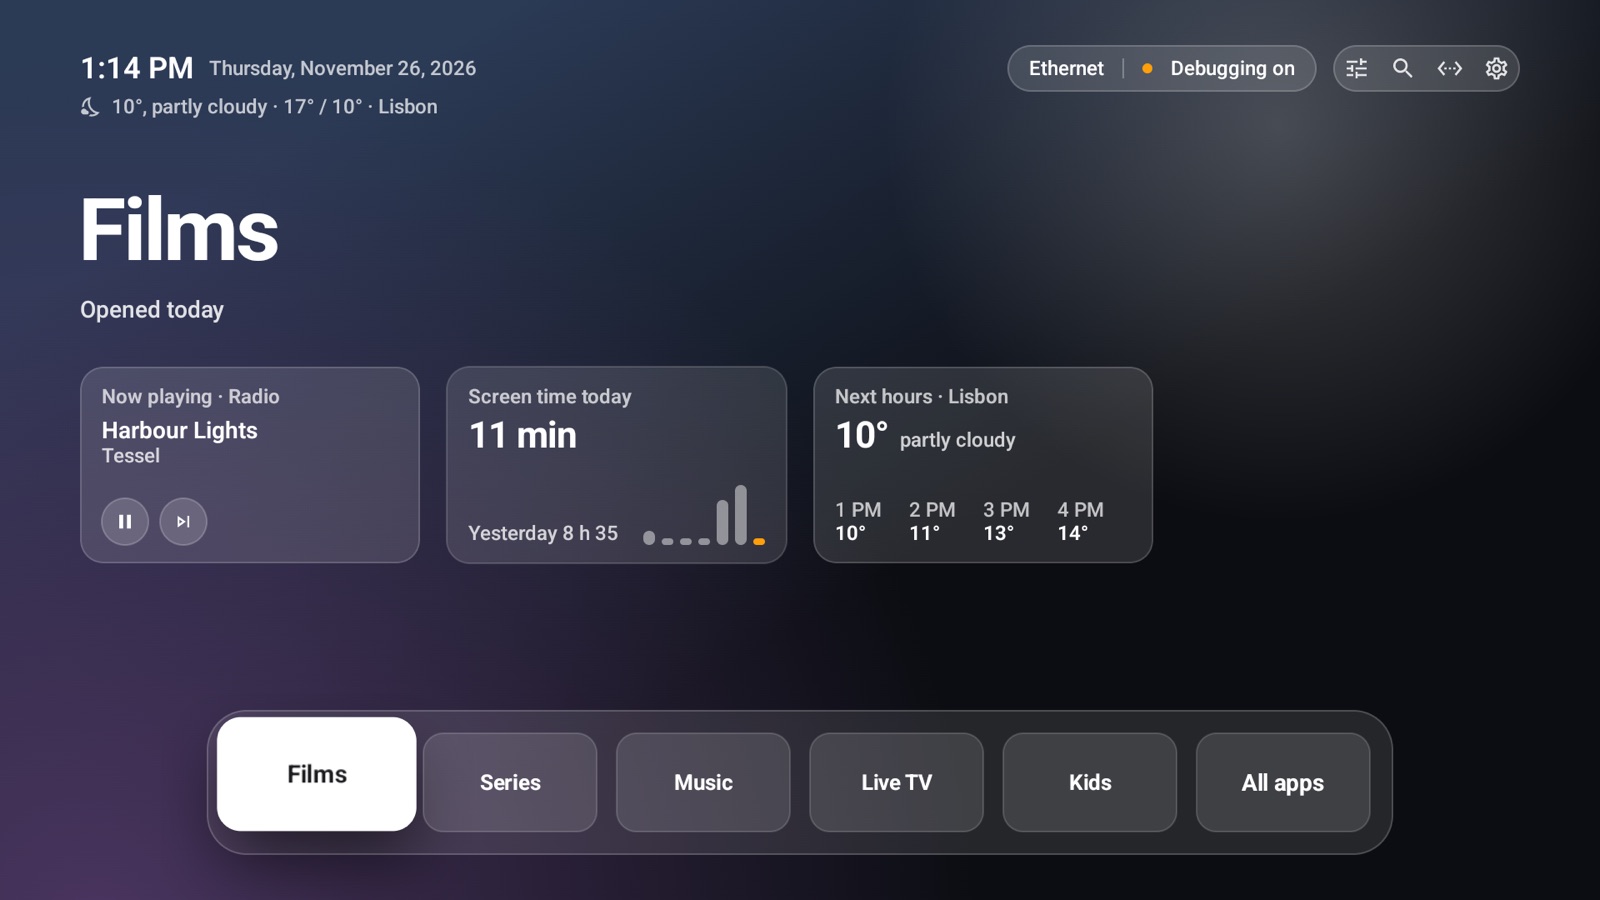 1:14 PM Thursday, November 26, 2026
10°, partly cloudy · 17° / 10° · Lisbon
Ethernet
Debugging on
Films
Opened today
Now playing · Radio
Harbour Lights
Tessel
Screen time today
11 min
Yesterday 8 h 35
Next hours · Lisbon
10° partly cloudy
1 PM 2 PM 3 PM 4 PM
10° 11° 13° 14°
Films
Series
Music
Live TV
Kids
All apps